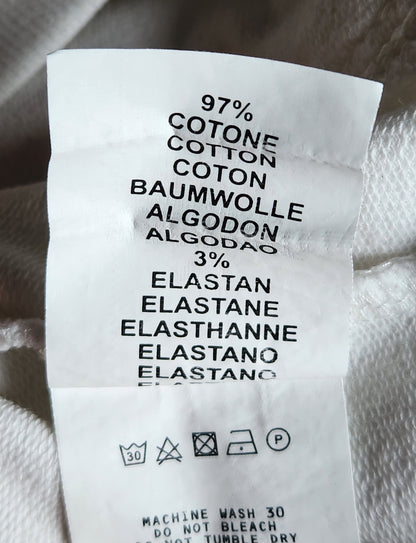 97%
COTONE
COTTON
COTON
BAUMWOLLE
ALGODON
ALGODAO
3%
ELASTAN
ELASTANE
ELASTHANNE
ELASTANO
ELASTANO
30 P
MACHINE WASH 30
DO NOT BLEACH
DO NOT TUMBLE DRY